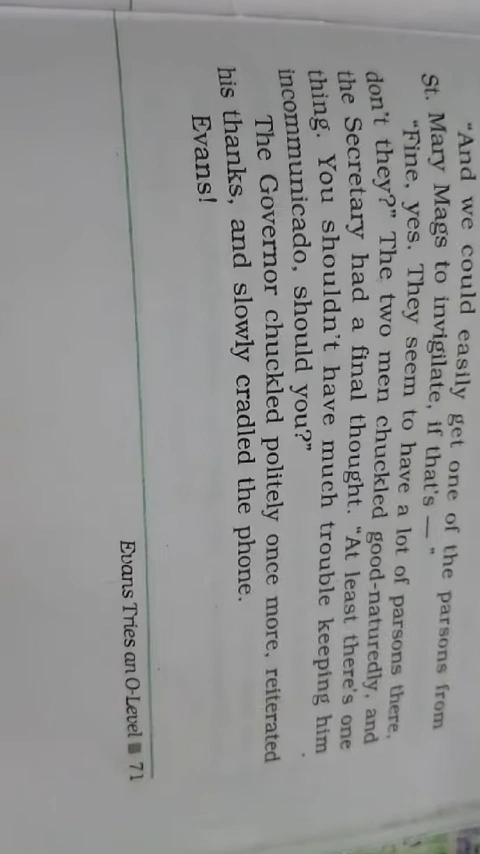 "And we could easily get one of the parsons from
St. Mary Mags to invigilate, if that's — "
"Fine, yes. They seem to have a lot of parsons there,
don't they?" The two men chuckled good-naturedly, and
the Secretary had a final thought. "At least there's one
thing. You shouldn't have much trouble keeping him
incommunicado, should you?"
The Governor chuckled politely once more, reiterated
his thanks, and slowly cradled the phone.
Evans!
Evans Tries an O-Level 71